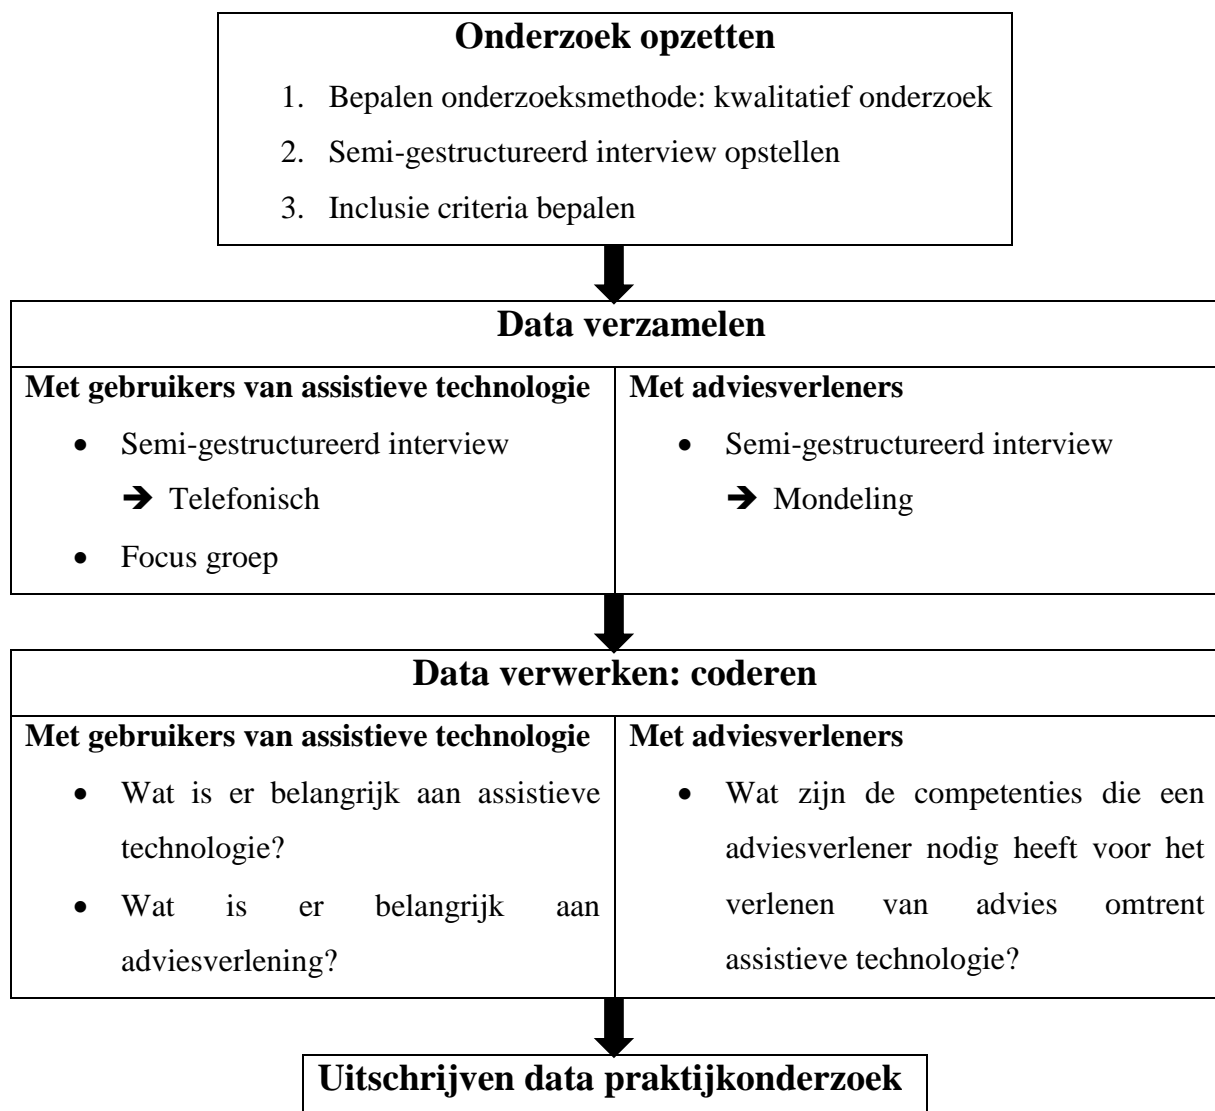 Onderzoek opzetten
1. Bepalen onderzoeksmethode: kwalitatief onderzoek
2. Semi-gestructureerd interview opstellen
3. Inclusie criteria bepalen
Data verzamelen
Met gebruikers van assistieve technologie
• Semi-gestructureerd interview
➔ Telefonisch
• Focus groep
Met adviesverleners
• Semi-gestructureerd interview
➔ Mondeling
Data verwerken: coderen
Met gebruikers van assistieve technologie
• Wat is er belangrijk aan assistieve
technologie?
• Wat is er belangrijk aan
adviesverlening?
Met adviesverleners
• Wat zijn de competenties die een
adviesverlener nodig heeft voor het
verlenen van advies omtrent
assistieve technologie?
Uitschrijven data praktijkonderzoek